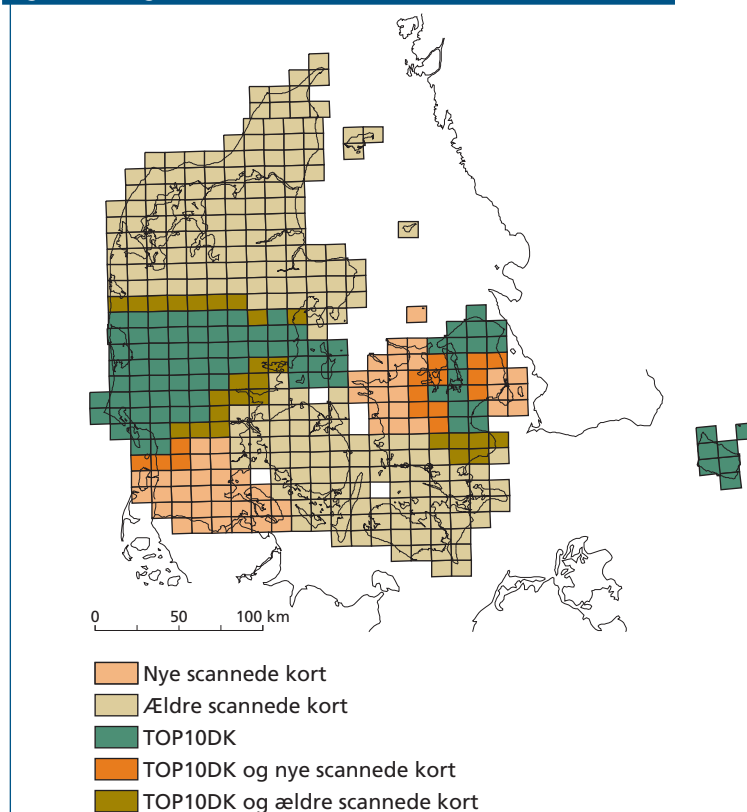 0 50 100 km
Nye scannede kort
Ældre scannede kort
TOP10DK
TOP10DK og nye scannede kort
TOP10DK og ældre scannede kort